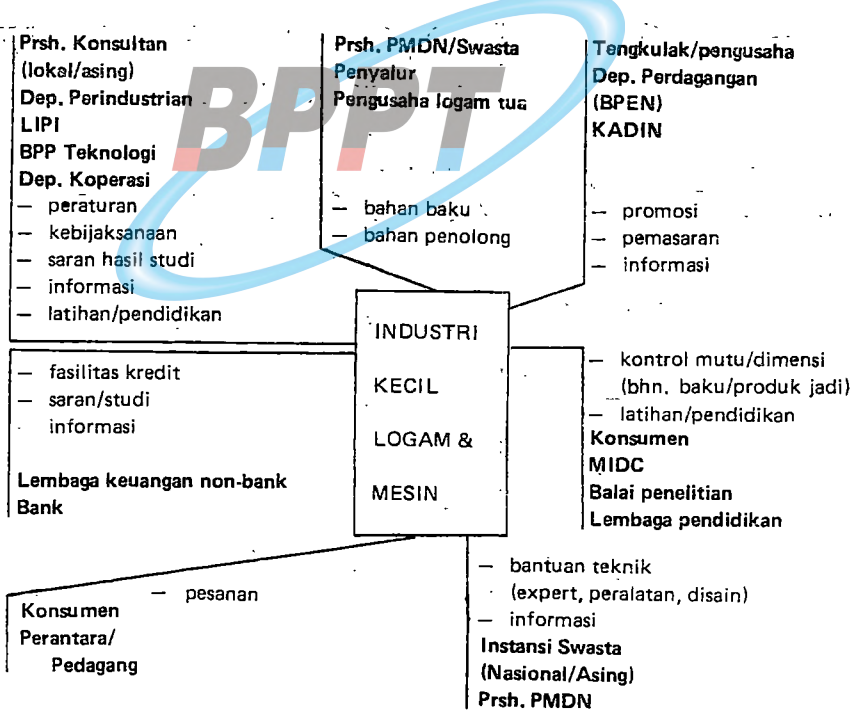 Prsh. Konsultan
(lokal/asing)
Dep. Perindustrian
LIPI
BPP Teknologi
Dep. Koperasi
— peraturan
— kebijaksanaan
— saran hasil studi
— informasi
— latihan/pendidikan
Prsh. PMDN/Swasta
Penyalur
Pengusaha logam tua
— bahan baku
— bahan penolong
Tengkulak/pengusaha
Dep. Perdagangan
(BPEN)
KADIN
— promosi
— pemasaran
— informasi
BPPT
INDUSTRI
KECIL
LOGAM &
MESIN
— fasilitas kredit
— saran/studi
informasi
Lembaga keuangan non-bank
Bank
— kontrol mutu/dimensi
(bhn. baku/produk jadi)
— latihan/pendidikan
Konsumen
MIDC
Balai penelitian
Lembaga pendidikan
— pesanan
Konsumen
Perantara/
Pedagang
— bantuan teknik
(expert, peralatan, disain)
— informasi
Instansi Swasta
(Nasional/Asing)
Prsh. PMDN